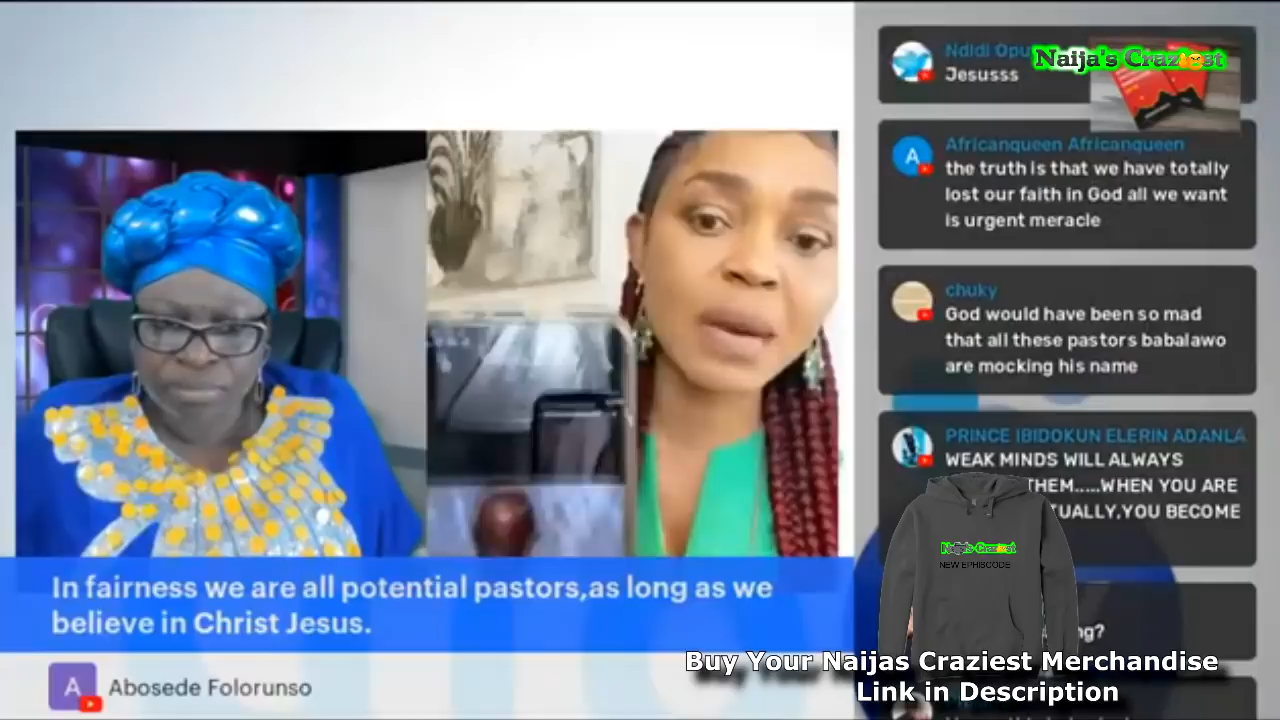 Ndidi Opu
Naija's Craziest
Jesusss
Africanqueen Africanqueen
the truth is that we have totally
lost our faith in God all we want
is urgent meracle
chuky
God would have been so mad
that all these pastors babalawo
are mocking his name
PRINCE IBIDOKUN ELERIN ADANLA
WEAK MINDS WILL ALWAYS
THEM.....WHEN YOU ARE
TUALLY,YOU BECOME
Naija's Craziest
NEW EPHISCODE
g?
In fairness we are all potential pastors,as long as we
believe in Christ Jesus.
A Abosede Folorunso
Buy Your Naijas Craziest Merchandise
Link in Description